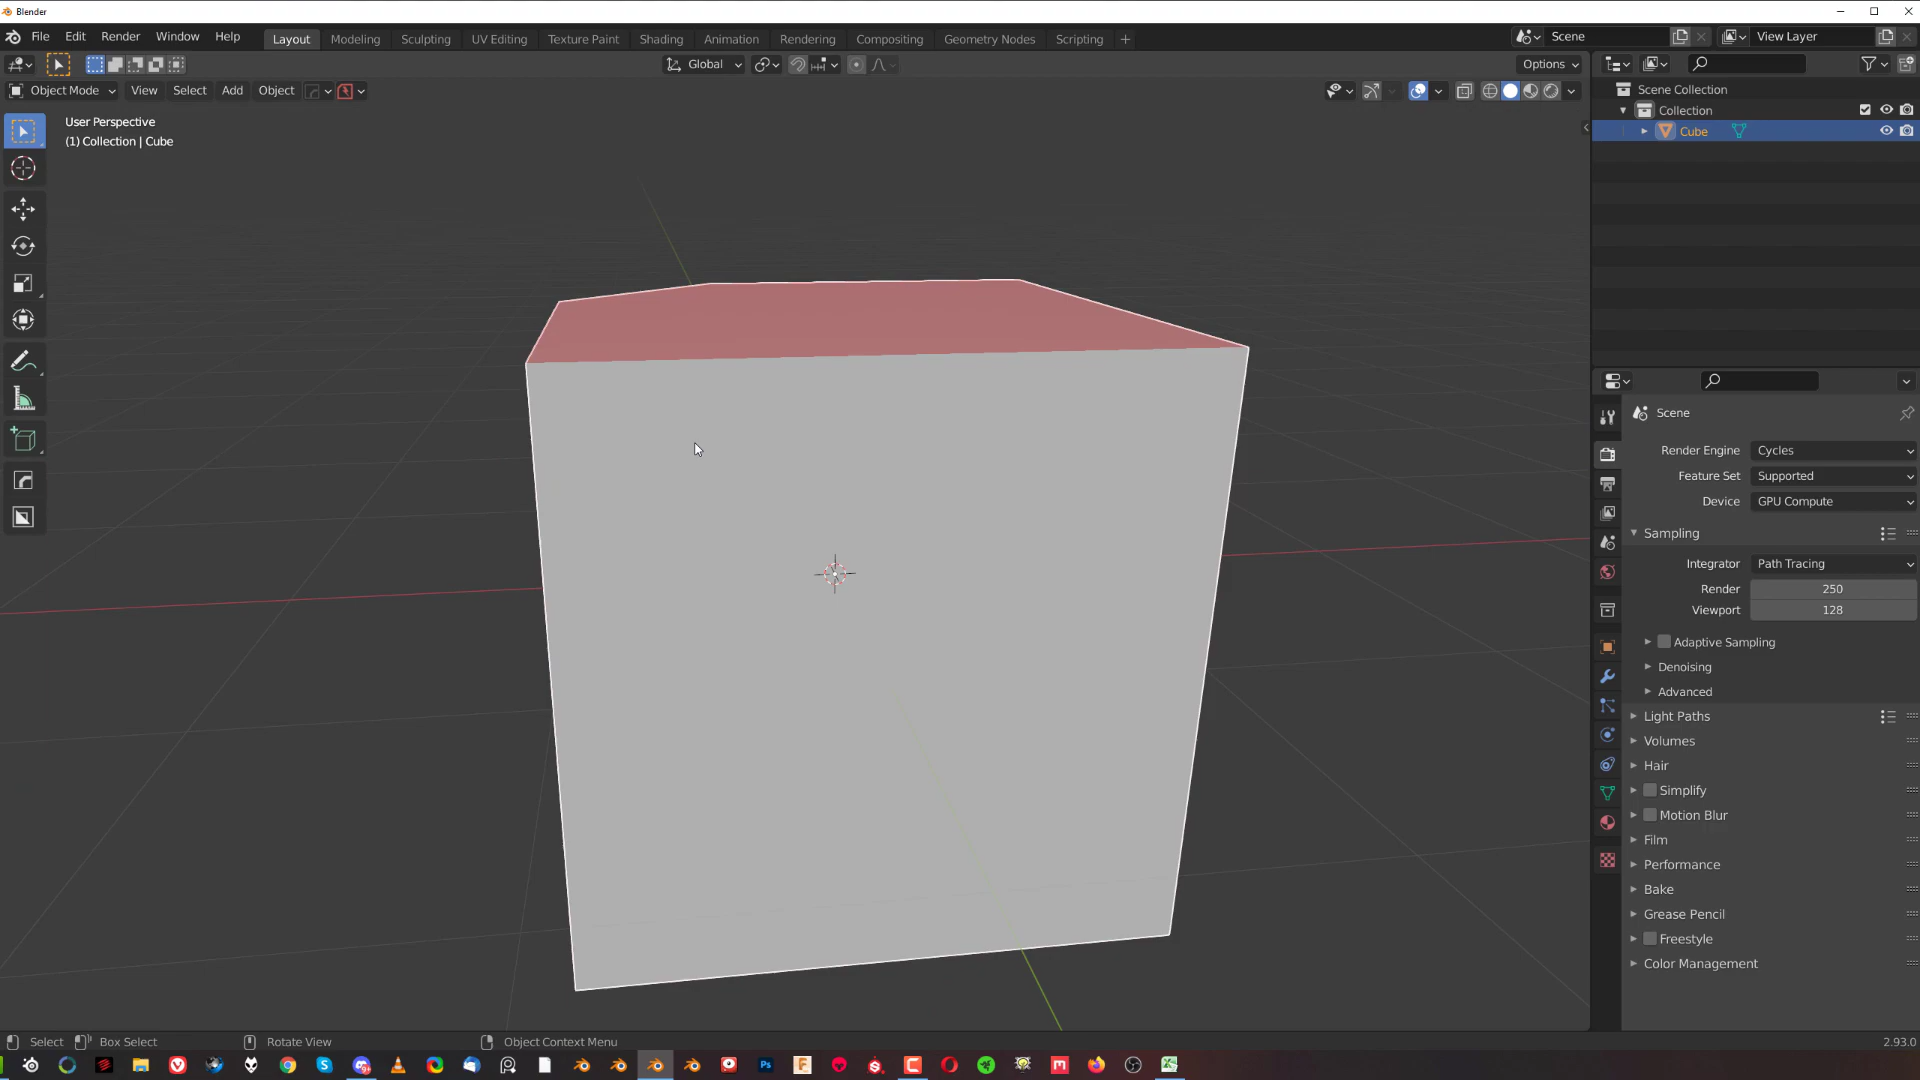 Blender
File Edit Render Window Help
Layout Modeling Sculpting UV Editing Texture Paint Shading Animation Rendering Compositing Geometry Nodes Scripting +
Scene
View Layer
Global
Options
Object Mode View Select Add Object
User Perspective
(1) Collection | Cube
Scene Collection
Collection
Cube
Scene
Render Engine Cycles
Feature Set Supported
Device GPU Compute
Sampling
Integrator Path Tracing
Render 250
Viewport 128
Adaptive Sampling
Denoising
Advanced
Light Paths
Volumes
Hair
Simplify
Motion Blur
Film
Performance
Bake
Grease Pencil
Freestyle
Color Management
Select Box Select Rotate View Object Context Menu
2.93.0